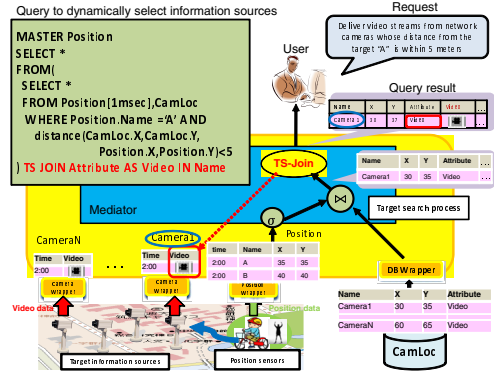 Query to dynamically select information sources
Request
MASTER Position
SELECT *
FROM(
SELECT *
FROM Position[1msec],CamLoc
WHERE Position.Name ='A' AND
distance(CamLoc.X,CamLoc.Y,
Position.X,Position.Y)<5
) TS JOIN Attribute AS Video IN Name
Deliver video streams from network
cameras whose distance from the
target "A" is within 5 meters
User
Query result
Name X Y Attribute Video ...
Camera1 30 37 Video ...
TS-Join
Name X Y Attribute ...
Camera1 30 35 Video ...
Mediator
σ
⋈
Target search process
Position
CameraN
Camera1
Time Video
2:00
...
Time Video
2:00
time Name X Y
2:00 A 35 35
2:00 B 40 40
DB Wrapper
Camera Wrapper
Camera Wrapper
Position Wrapper
Video data
Position data
Name X Y Attribute
Camera1 30 35 Video
CameraN 60 65 Video
Target information sources
Position sensors
CamLoc